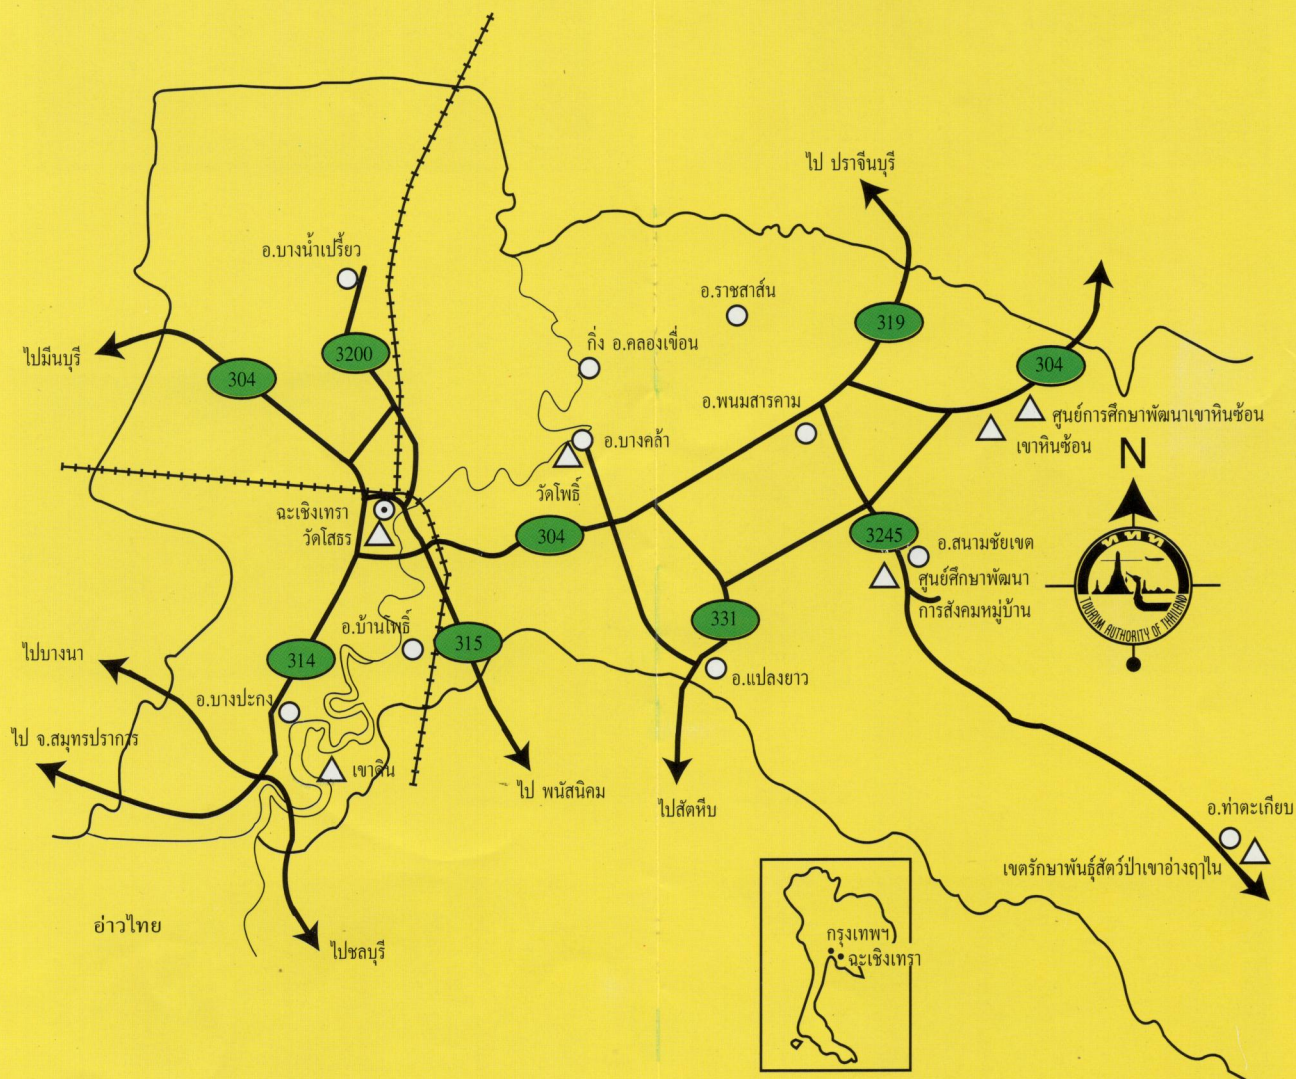 ไป ปราจีนบุรี
อ.บางน้ำเปรี้ยว
อ.ราชสาส์น
319
3200
กิ่ง อ.คลองเขื่อน
ไปมีนบุรี
304
304
อ.พนมสารคาม
ศูนย์การศึกษาพัฒนาเขาหินซ้อน
เขาหินซ้อน
อ.บางคล้า
N
วัดโพธิ์
ฉะเชิงเทรา
วัดโสธร
304
3245
อ.สนามชัยเขต
ททท
ศูนย์ศึกษาพัฒนา
การสังคมหมู่บ้าน
TOURISM AUTHORITY OF THAILAND
อ.บ้านโพธิ์
331
315
ไปบางนา
314
อ.แปลงยาว
อ.บางปะกง
ไป จ.สมุทรปราการ
เขาดิน
ไป พนัสนิคม
ไปสัตหีบ
อ.ท่าตะเกียบ
เขตรักษาพันธุ์สัตว์ป่าเขาอ่างฤๅไน
อ่าวไทย
ไปชลบุรี
กรุงเทพฯ
ฉะเชิงเทรา